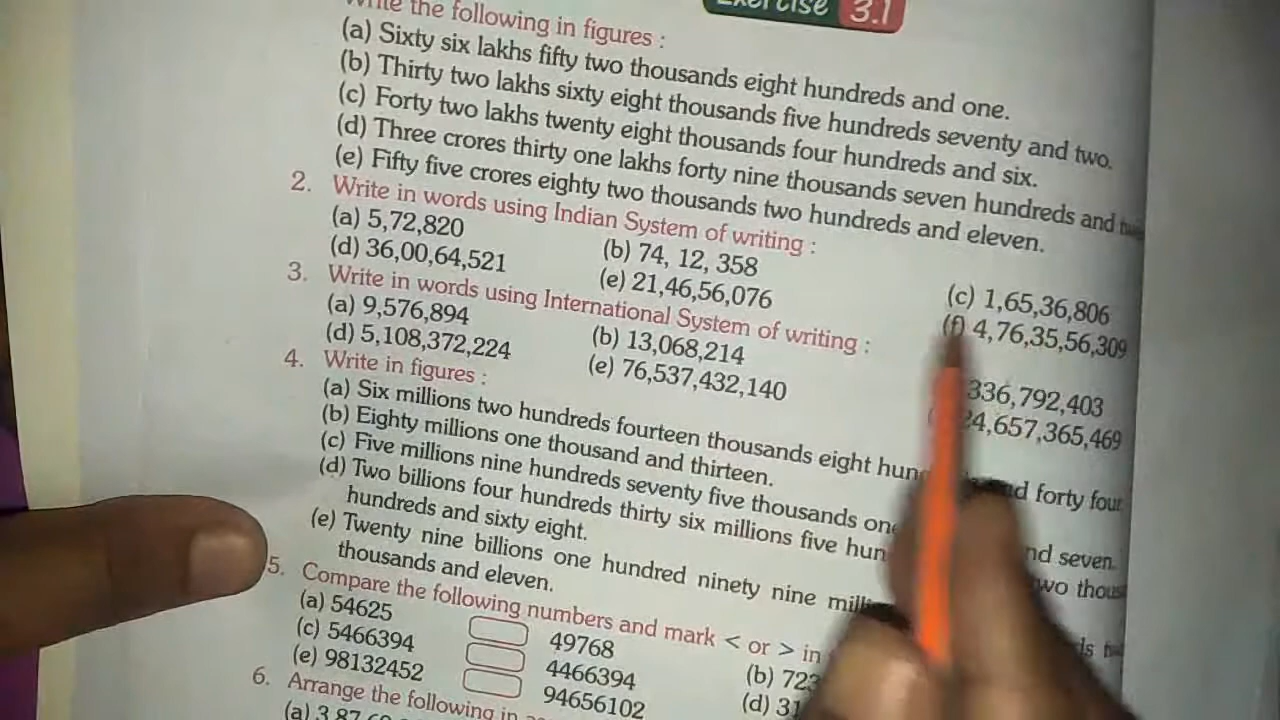 Exercise 3.1
Write the following in figures :
(a) Sixty six lakhs fifty two thousands eight hundreds and one.
(b) Thirty two lakhs sixty eight thousands five hundreds seventy and two.
(c) Forty two lakhs twenty eight thousands four hundreds and six.
(d) Three crores thirty one lakhs forty nine thousands seven hundreds and
(e) Fifty five crores eighty two thousands two hundreds and eleven.
2. Write in words using Indian System of writing :
(a) 5,72,820 (b) 74, 12, 358 (c) 1,65,36,806
(d) 36,00,64,521 (e) 21,46,56,076 (f) 4,76,35,56,309
3. Write in words using International System of writing :
(a) 9,576,894 (b) 13,068,214 336,792,403
(d) 5,108,372,224 (e) 76,537,432,140 24,657,365,469
4. Write in figures :
(a) Six millions two hundreds fourteen thousands eight and forty four
(b) Eighty millions one thousand and thirteen.
(c) Five millions nine hundreds seventy five thousands one and seven.
(d) Two billions four hundreds thirty six millions five two
hundreds and sixty eight.
(e) Twenty nine billions one hundred ninety nine
thousands and eleven.
5. Compare the following numbers and mark < or > in
(a) 54625 49768 (b) 723
(c) 5466394 4466394 (d) 31
(e) 98132452 94656102
6. Arrange the following in
(a) 3,87,